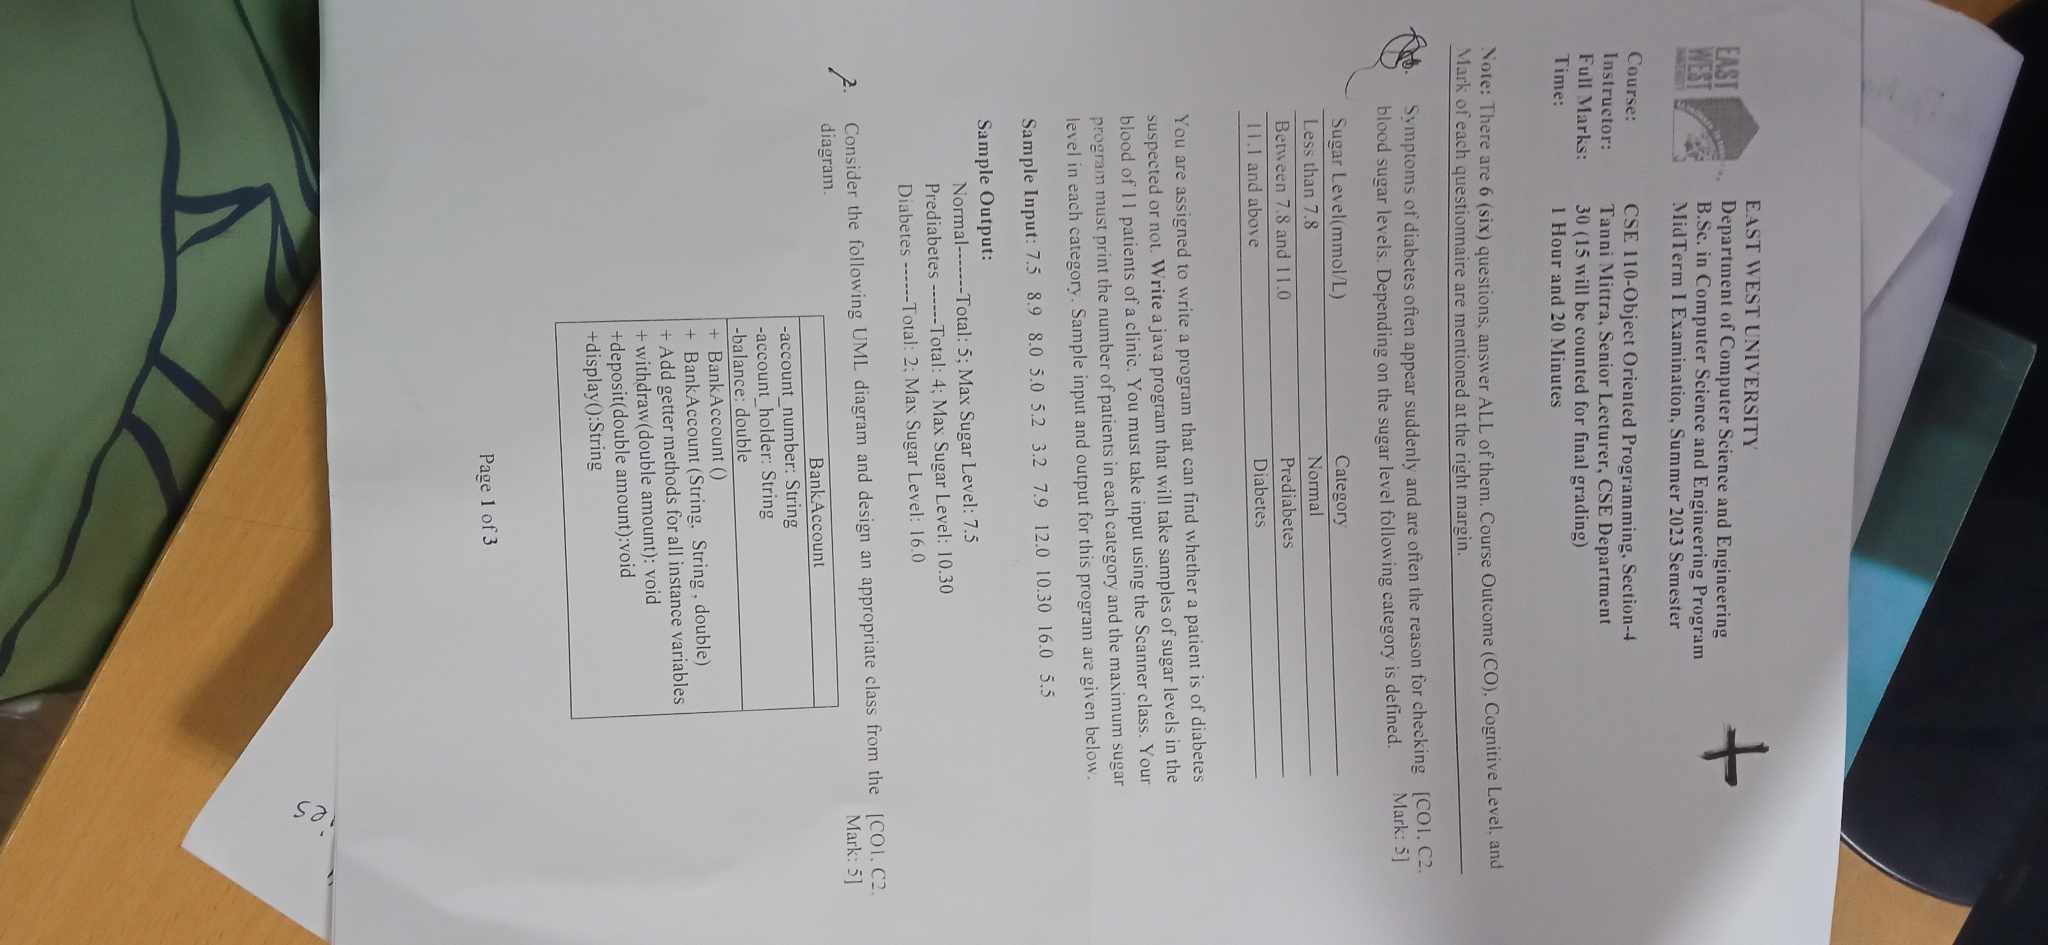 EAST WEST UNIVERSITY
Department of Computer Science and Engineering
B.Sc. in Computer Science and Engineering Program
MidTerm I Examination, Summer 2023 Semester
EAST
WEST
Course: CSE 110-Object Oriented Programming, Section-4
Instructor: Tanni Mittra, Senior Lecturer, CSE Department
Full Marks: 30 (15 will be counted for final grading)
Time: 1 Hour and 20 Minutes
Note: There are 6 (six) questions, answer ALL of them. Course Outcome (CO), Cognitive Level, and
Mark of each questionnaire are mentioned at the right margin.
Symptoms of diabetes often appear suddenly and are often the reason for checking [CO1, C2,
blood sugar levels. Depending on the sugar level following category is defined. Mark: 5]
Sugar Level(mmol/L) Category
Less than 7.8 Normal
Between 7.8 and 11.0 Prediabetes
11.1 and above Diabetes
You are assigned to write a program that can find whether a patient is of diabetes
suspected or not. Write a java program that will take samples of sugar levels in the
blood of 11 patients of a clinic. You must take input using the Scanner class. Your
program must print the number of patients in each category and the maximum sugar
level in each category. Sample input and output for this program are given below.
Sample Input: 7.5 8.9 8.0 5.0 5.2 3.2 7.9 12.0 10.30 16.0 5.5
Sample Output:
Normal-------Total: 5; Max Sugar Level: 7.5
Prediabetes ------Total: 4; Max Sugar Level: 10.30
Diabetes -------Total: 2; Max Sugar Level: 16.0
2. Consider the following UML diagram and design an appropriate class from the [CO1, C2,
diagram. Mark: 5]
BankAccount
-account_number: String
-account_holder: String
-balance: double
+ BankAccount ()
+ BankAccount (String, String , double)
+ Add getter methods for all instance variables
+ withdraw(double amount): void
+deposit(double amount):void
+display():String
Page 1 of 3